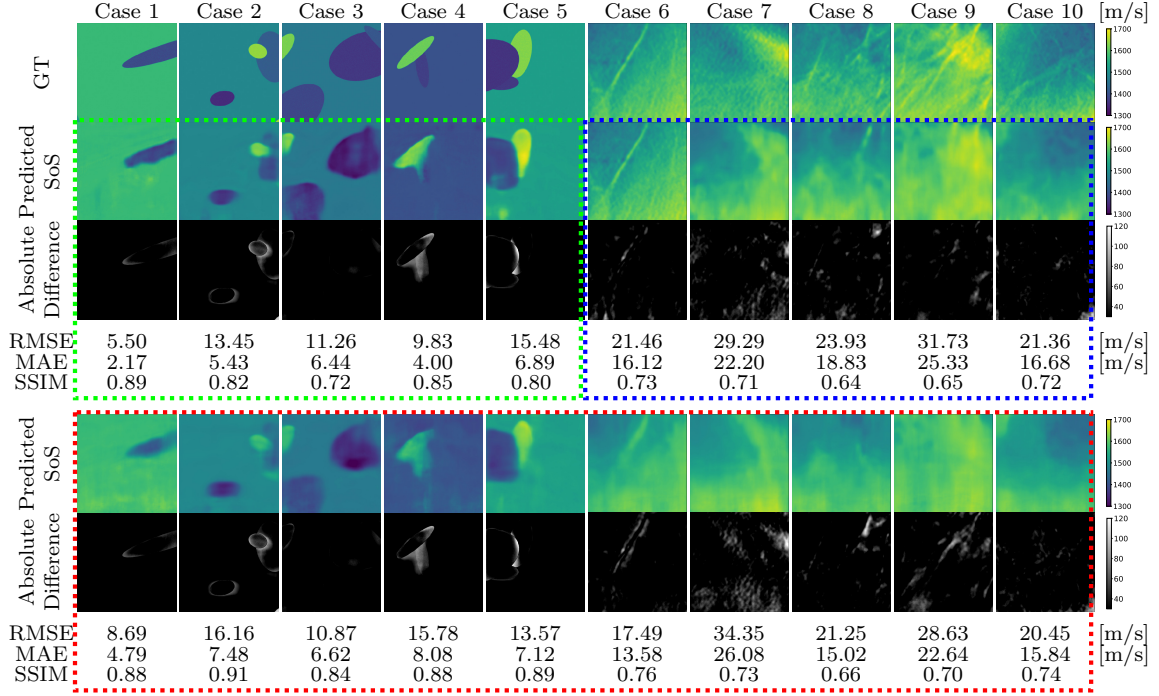 Case 1 Case 2 Case 3 Case 4 Case 5 Case 6 Case 7 Case 8 Case 9 Case 10 [m/s]
GT
1700
1600
1500
1400
1300
Predicted
SoS
1700
1600
1500
1400
1300
Absolute
Difference
120
100
80
60
40
RMSE 5.50 13.45 11.26 9.83 15.48 21.46 29.29 23.93 31.73 21.36 [m/s]
MAE 2.17 5.43 6.44 4.00 6.89 16.12 22.20 18.83 25.33 16.68 [m/s]
SSIM 0.89 0.82 0.72 0.85 0.80 0.73 0.71 0.64 0.65 0.72
Predicted
SoS
1700
1600
1500
1400
1300
Absolute
Difference
120
100
80
60
40
RMSE 8.69 16.16 10.87 15.78 13.57 17.49 34.35 21.25 28.63 20.45 [m/s]
MAE 4.79 7.48 6.62 8.08 7.12 13.58 26.08 15.02 22.64 15.84 [m/s]
SSIM 0.88 0.91 0.84 0.88 0.89 0.76 0.73 0.66 0.70 0.74